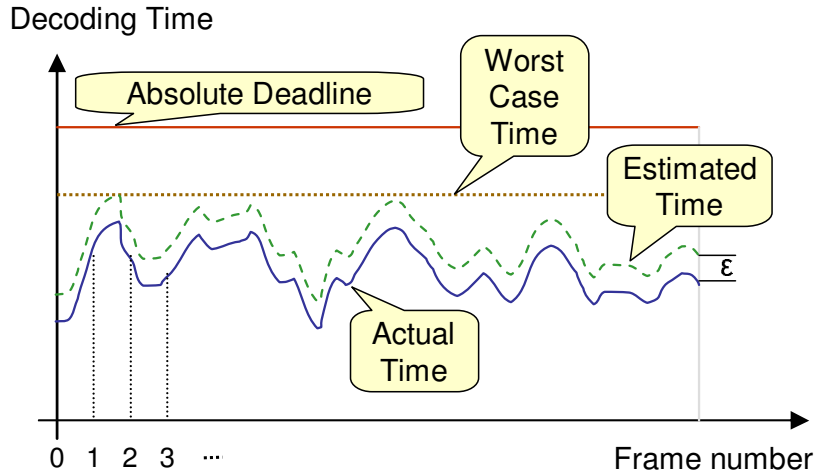 Decoding Time
Absolute Deadline
Worst
Case
Time
Estimated
Time
ε
Actual
Time
0 1 2 3 ....
Frame number